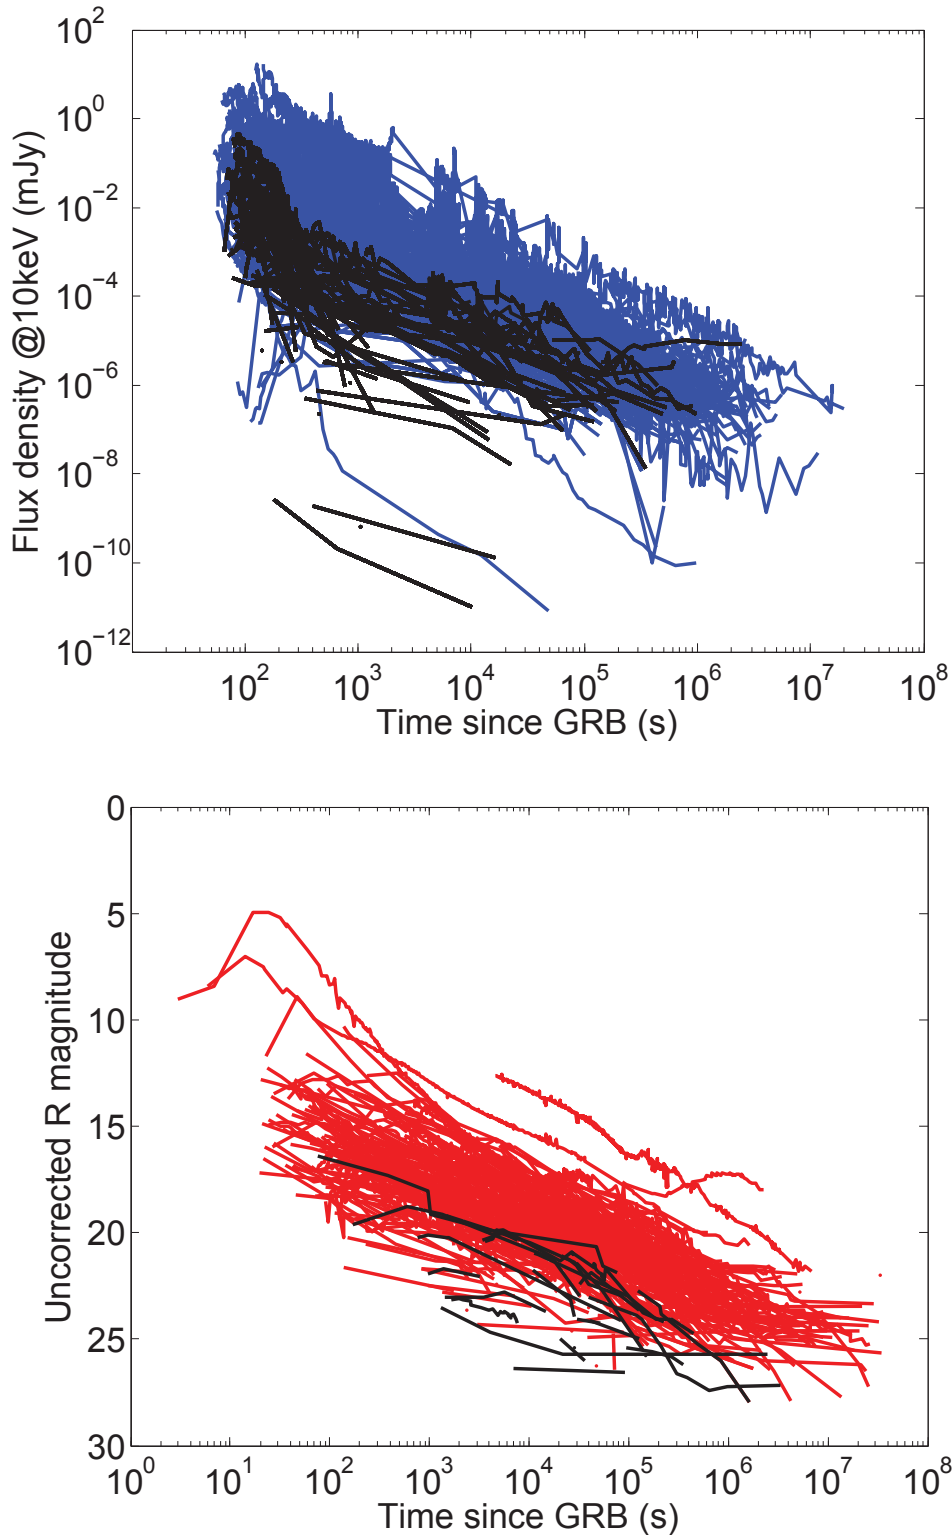 10^2
10^0
10^−2
10^−4
10^−6
10^−8
10^−10
10^−12
Flux density @10keV (mJy)
10^2 10^3 10^4 10^5 10^6 10^7 10^8
Time since GRB (s)
0
5
10
15
20
25
30
Uncorrected R magnitude
10^0 10^1 10^2 10^3 10^4 10^5 10^6 10^7 10^8
Time since GRB (s)